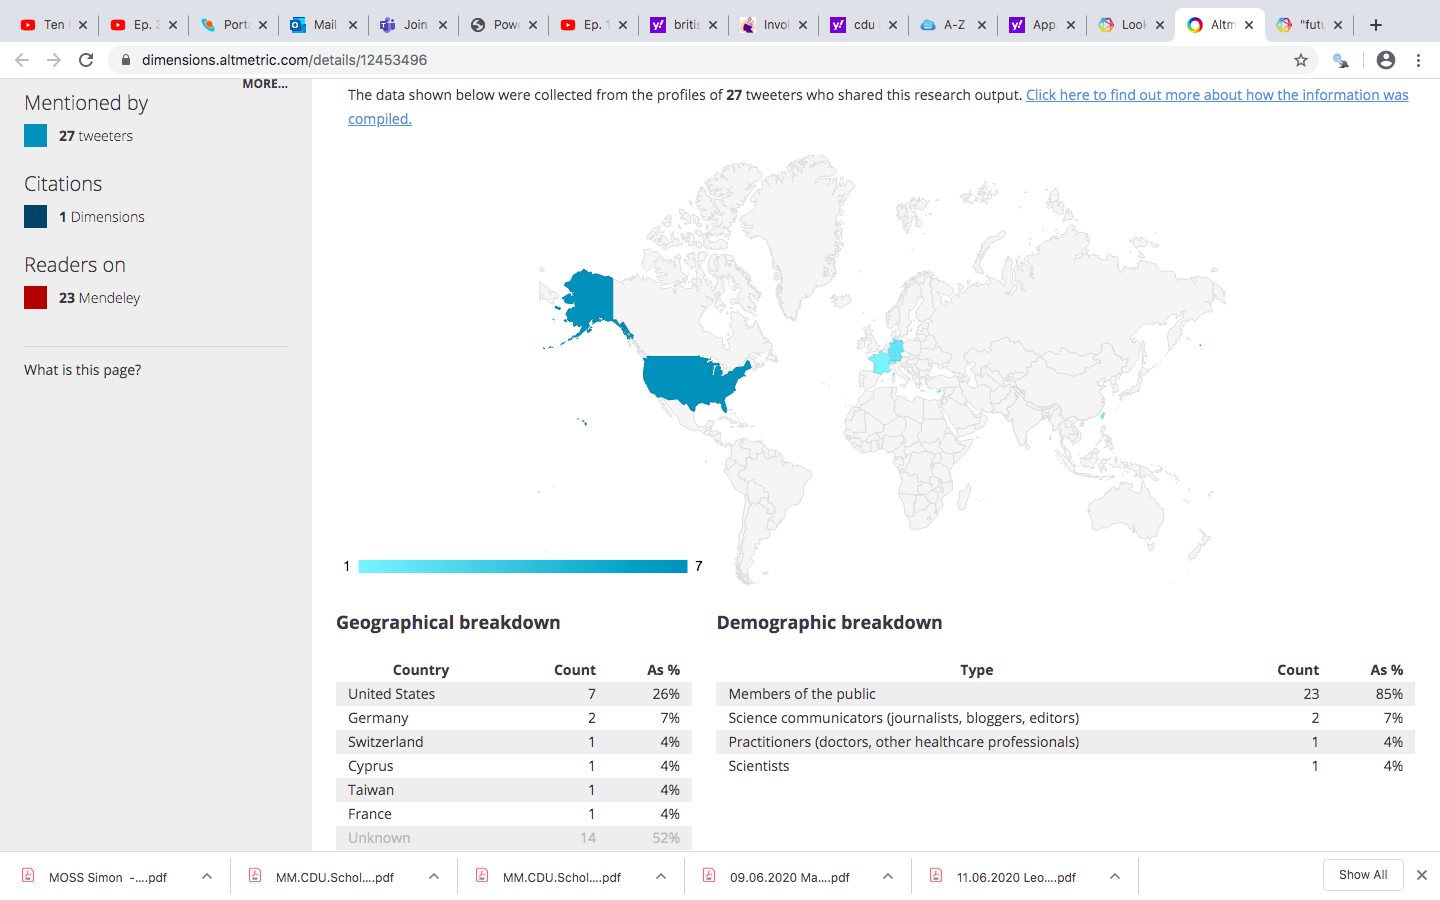 Ten
Ep. 3
Porta
Mail
Join
Pow
Ep. 1
britis
Invol
cdu
A-Z
App
Look
Altm
"futu
dimensions.altmetric.com/details/12453496
MORE...
Mentioned by
27 tweeters
Citations
1 Dimensions
Readers on
23 Mendeley
What is this page?
The data shown below were collected from the profiles of 27 tweeters who shared this research output. Click here to find out more about how the information was
compiled.
1 7
Geographical breakdown
Country Count As %
United States 7 26%
Germany 2 7%
Switzerland 1 4%
Cyprus 1 4%
Taiwan 1 4%
France 1 4%
Unknown 14 52%
Demographic breakdown
Type Count As %
Members of the public 23 85%
Science communicators (journalists, bloggers, editors) 2 7%
Practitioners (doctors, other healthcare professionals) 1 4%
Scientists 1 4%
MOSS Simon -....pdf
MM.CDU.Schol....pdf
MM.CDU.Schol....pdf
09.06.2020 Ma....pdf
11.06.2020 Leo....pdf
Show All